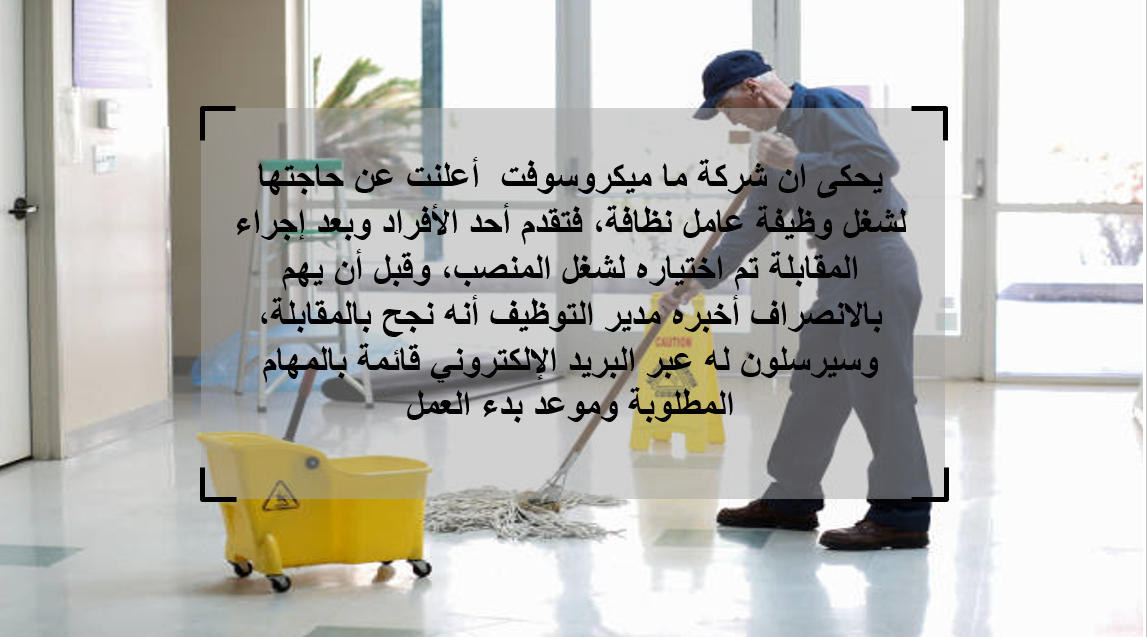 يحكى ان شركة ما ميكروسوفت أعلنت عن حاجتها
لشغل وظيفة عامل نظافة، فتقدم أحد الأفراد وبعد إجراء
المقابلة تم اختياره لشغل المنصب، وقبل أن يهم
بالانصراف أخبره مدير التوظيف أنه نجح بالمقابلة،
وسيرسلون له عبر البريد الإلكتروني قائمة بالمهام
المطلوبة وموعد بدء العمل
CAUTION